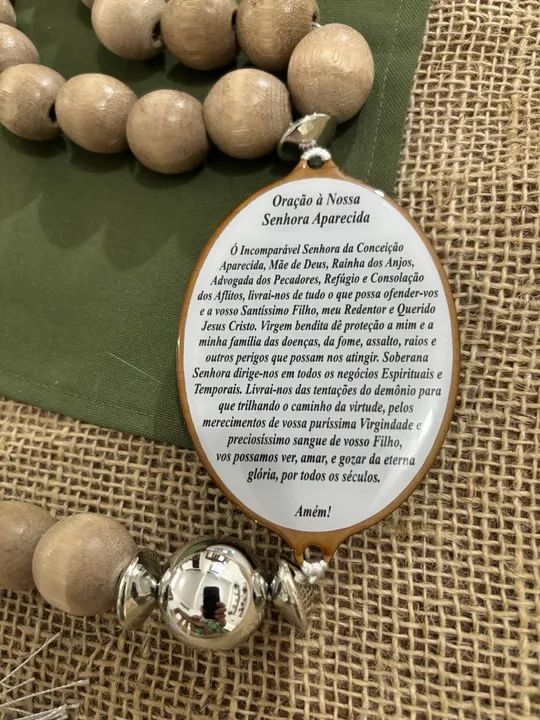 Oração à Nossa
Senhora Aparecida
Ó Incomparável Senhora da Conceição
Aparecida, Mãe de Deus, Rainha dos Anjos,
Advogada dos Pecadores, Refúgio e Consolação
dos Aflitos, livrai-nos de tudo o que possa ofender-vos
e a vosso Santíssimo Filho, meu Redentor e Querido
Jesus Cristo. Virgem bendita dê proteção a mim e a
minha família das doenças, da fome, assalto, raios e
outros perigos que possam nos atingir. Soberana
Senhora dirige-nos em todos os negócios Espirituais e
Temporais. Livrai-nos das tentações do demônio para
que trilhando o caminho da virtude, pelos
merecimentos de vossa puríssima Virgindade e
preciosíssimo sangue de vosso Filho,
vos possamos ver, amar, e gozar da eterna
glória, por todos os séculos.
Amém!